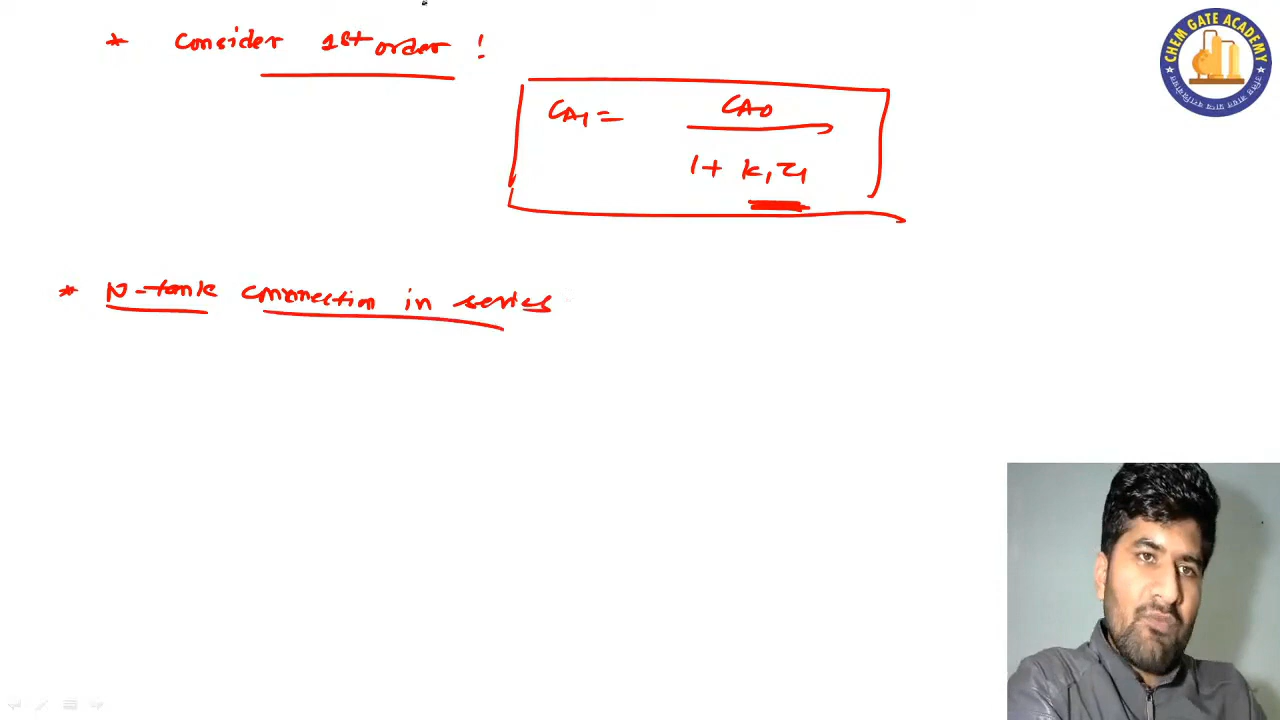 * Consider 1st order !
CA1 = CA0 / 1 + k1τ1
* N-tank connection in series
CHEM GATE ACADEMY